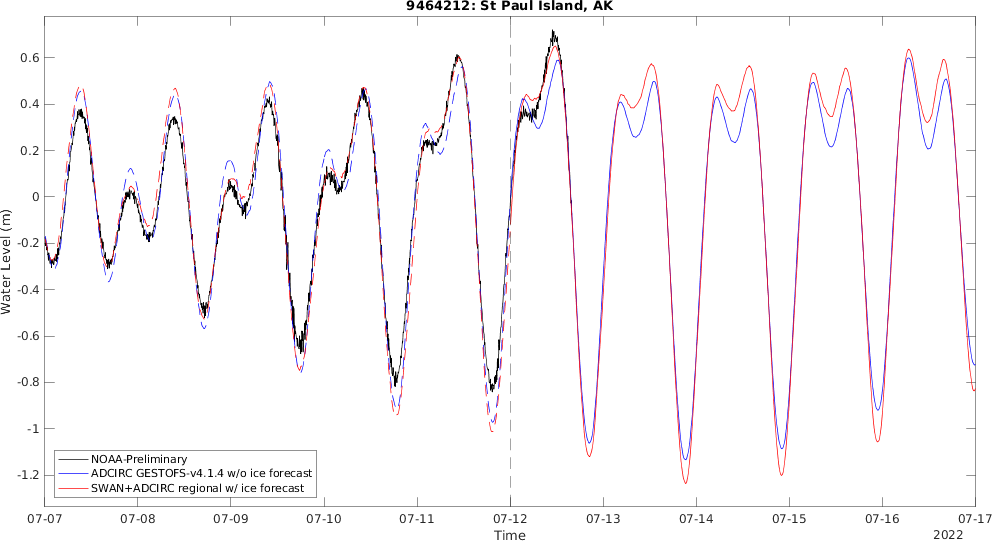 9464212: St Paul Island, AK
Water Level (m)
0.6
0.4
0.2
0
-0.2
-0.4
-0.6
-0.8
-1
-1.2
NOAA-Preliminary
ADCIRC GESTOFS-v4.1.4 w/o ice forecast
SWAN+ADCIRC regional w/ ice forecast
07-07 07-08 07-09 07-10 07-11 07-12 07-13 07-14 07-15 07-16 07-17
Time
2022